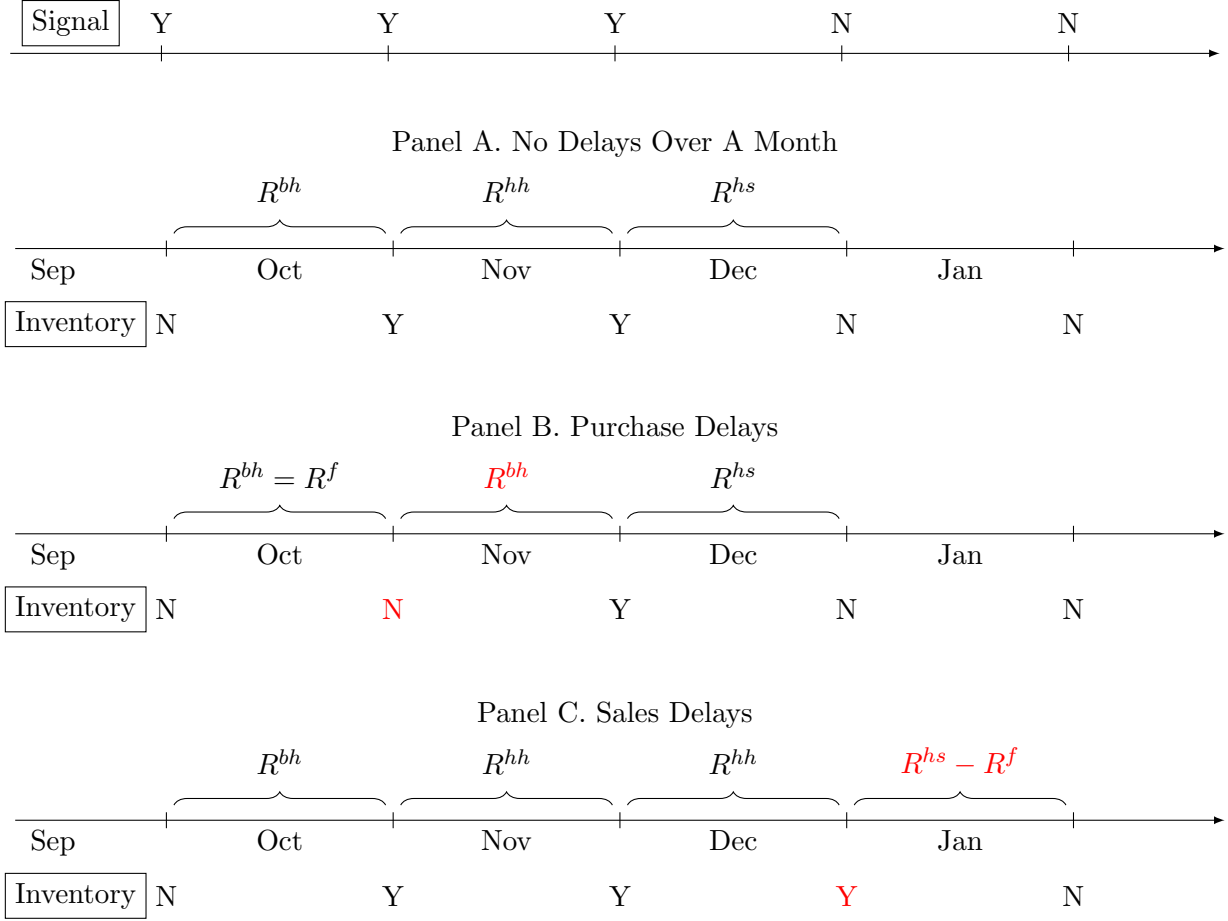 Signal Y Y Y N N
Panel A. No Delays Over A Month
R^{bh} R^{hh} R^{hs}
Sep Oct Nov Dec Jan
Inventory N Y Y N N
Panel B. Purchase Delays
R^{bh} = R^f R^{bh} R^{hs}
Sep Oct Nov Dec Jan
Inventory N N Y N N
Panel C. Sales Delays
R^{bh} R^{hh} R^{hh} R^{hs} − R^f
Sep Oct Nov Dec Jan
Inventory N Y Y Y N